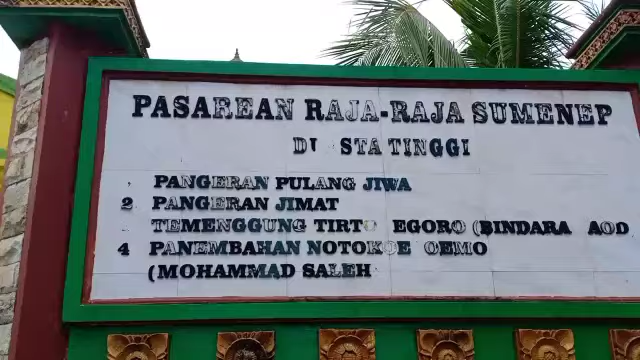 PASAREAN RAJA-RAJA SUMENEP
DI STA TINGGI
PANGERAN PULANG JIWA
2. PANGERAN JIMAT
TEMENGGUNG TIRTO EGORO (BINDARA AOD
4 PANEMBAHAN NOTOKOE OEMO
(MOHAMMAD SALEH